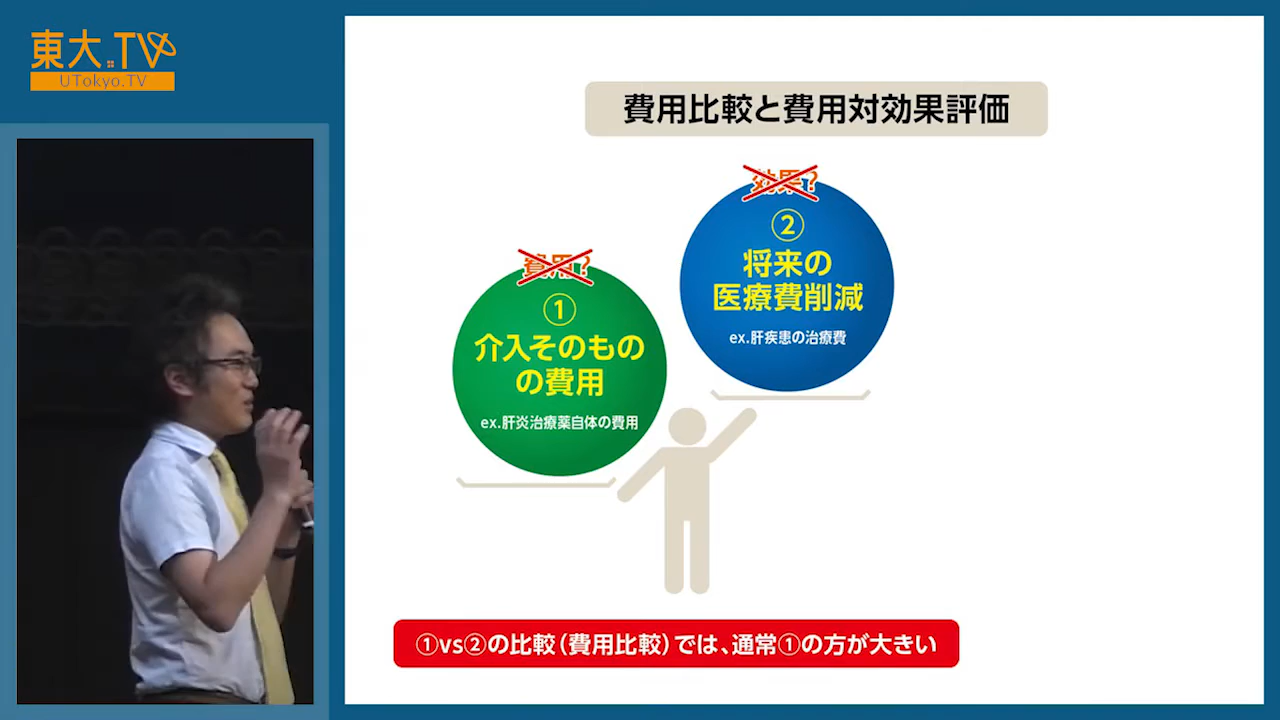 東大TV
UTokyo.TV
費用比較と費用対効果評価
効果?
②
将来の
医療費削減
ex.肝疾患の治療費
費用?
①
介入そのもの
の費用
ex.肝炎治療薬自体の費用
①vs②の比較(費用比較)では、通常①の方が大きい